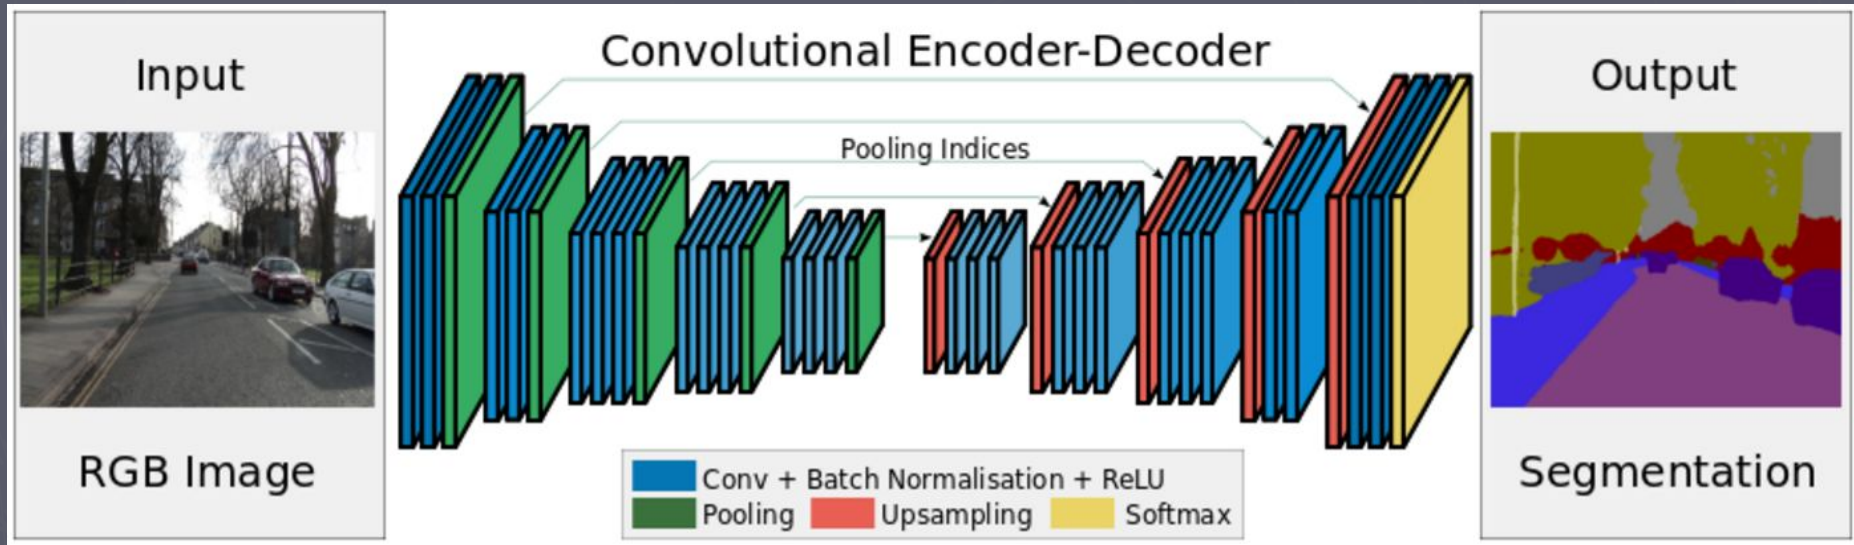 Convolutional Encoder-Decoder
Input
Output
Pooling Indices
RGB Image
Segmentation
Conv + Batch Normalisation + ReLU
Pooling Upsampling Softmax